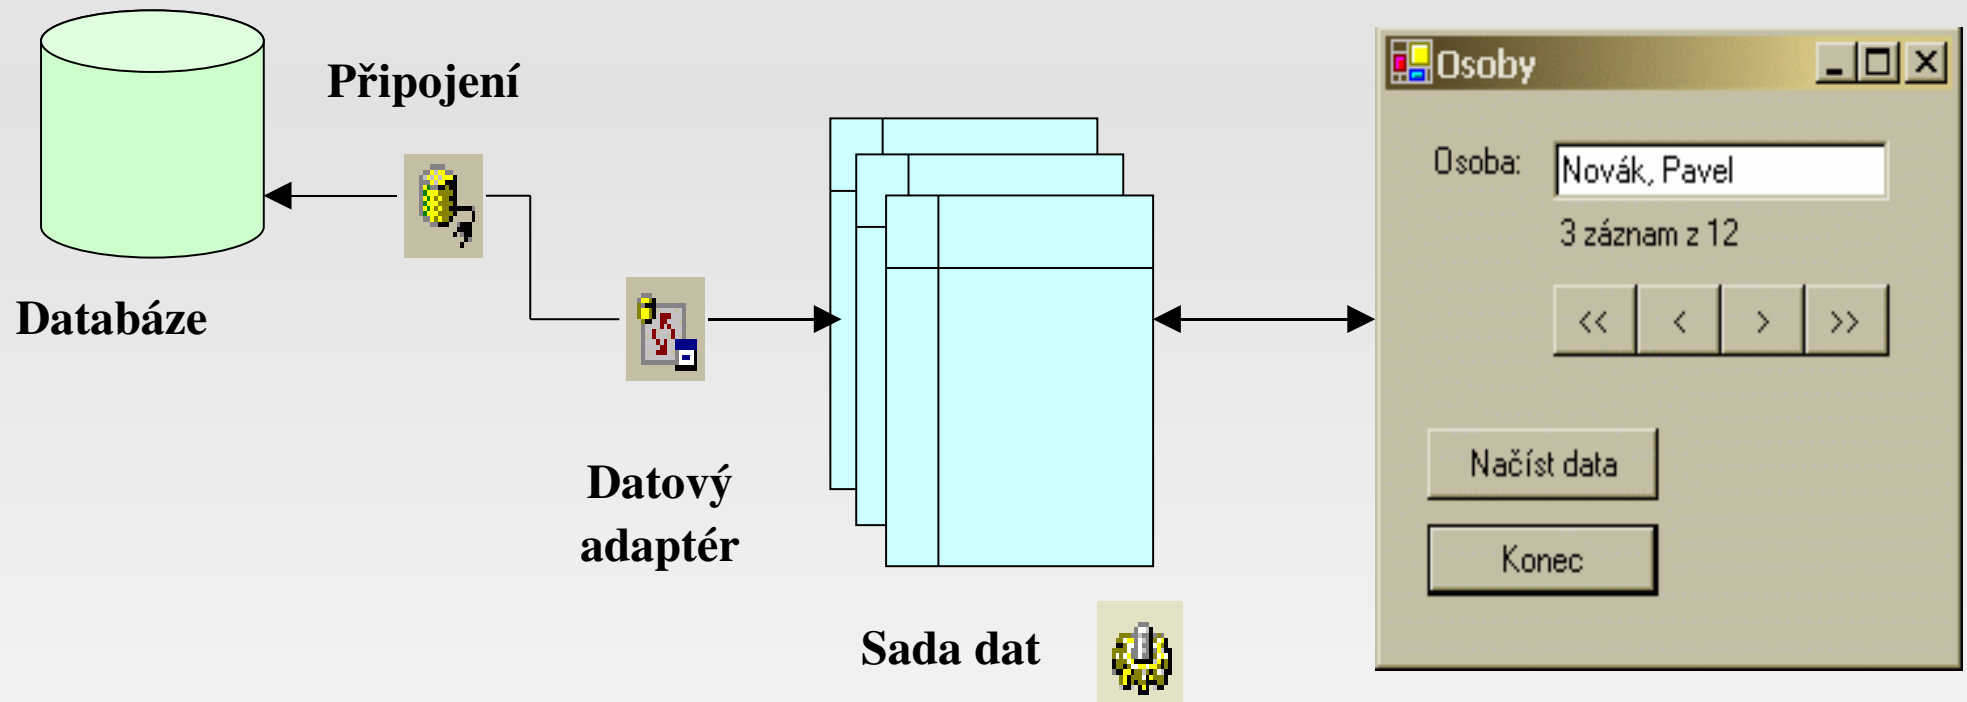 Připojení
Databáze
Datový
adaptér
Sada dat
Osoby
Osoba: Novák, Pavel
3 záznam z 12
<< < > >>
Načíst data
Konec